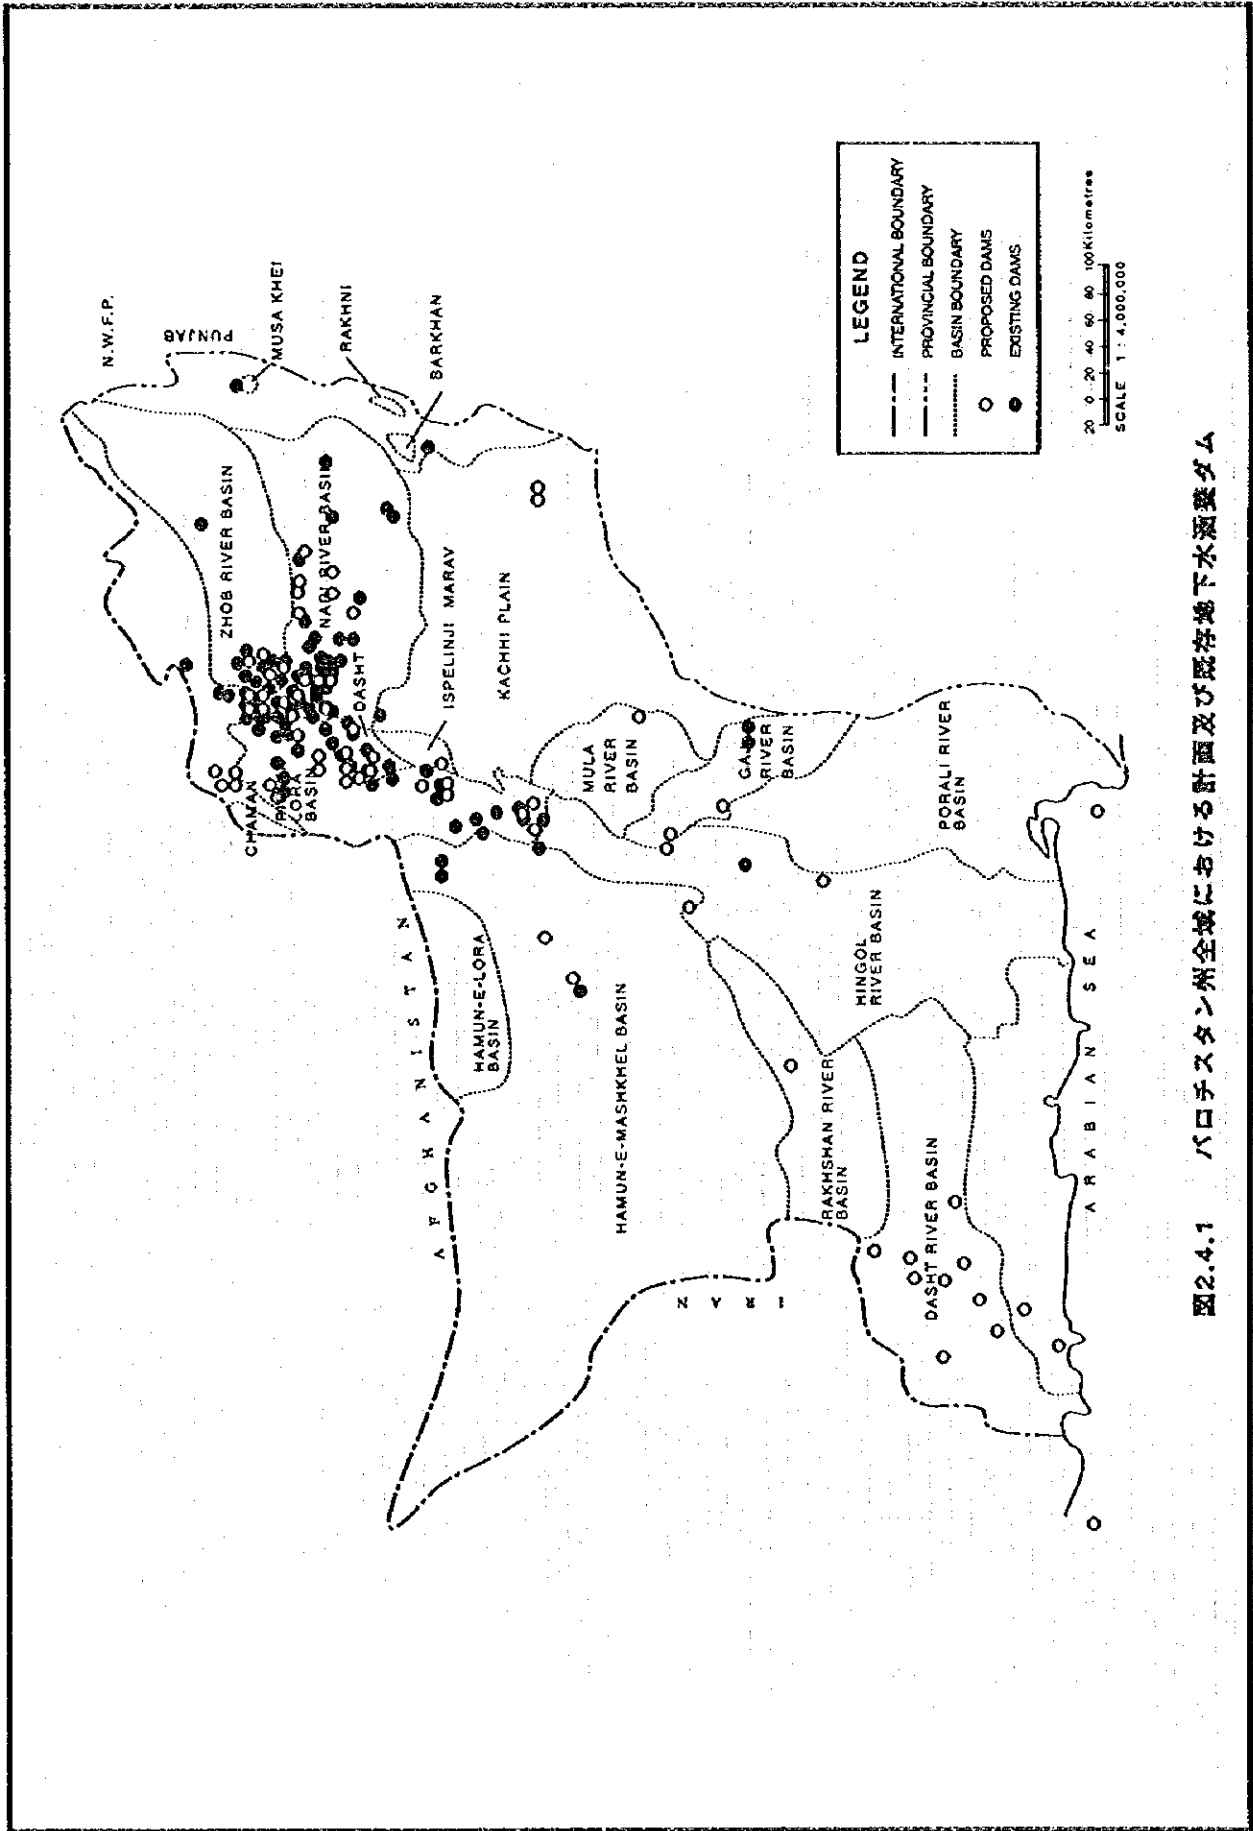 N.W.F.P.
PUNJAB
MUSA KHEI
RAKHNI
BARKHAN
ZHOB RIVER BASIN
NARI RIVER BASIN
DASHT
ISPELINJI MARAV
KACHHI PLAIN
CHAMAN
LORA
BASIN
MULA
RIVER
BASIN
RIVER
BASIN
PORALI RIVER
BASIN
AFGHANISTAN
HAMUN-E-LORA
BASIN
HAMUN-E-MASHKHEL BASIN
HINGOL
RIVER BASIN
RAKHSHAN RIVER
BASIN
DASHT RIVER BASIN
IRAN
ARABIAN SEA
LEGEND
INTERNATIONAL BOUNDARY
PROVINCIAL BOUNDARY
BASIN BOUNDARY
PROPOSED DAMS
EXISTING DAMS
20 0 20 40 60 80 100 Kilometres
SCALE 1 : 4,000,000
図2.4.1 バロチスタン州全域における計画及び既存地下水涵養ダム